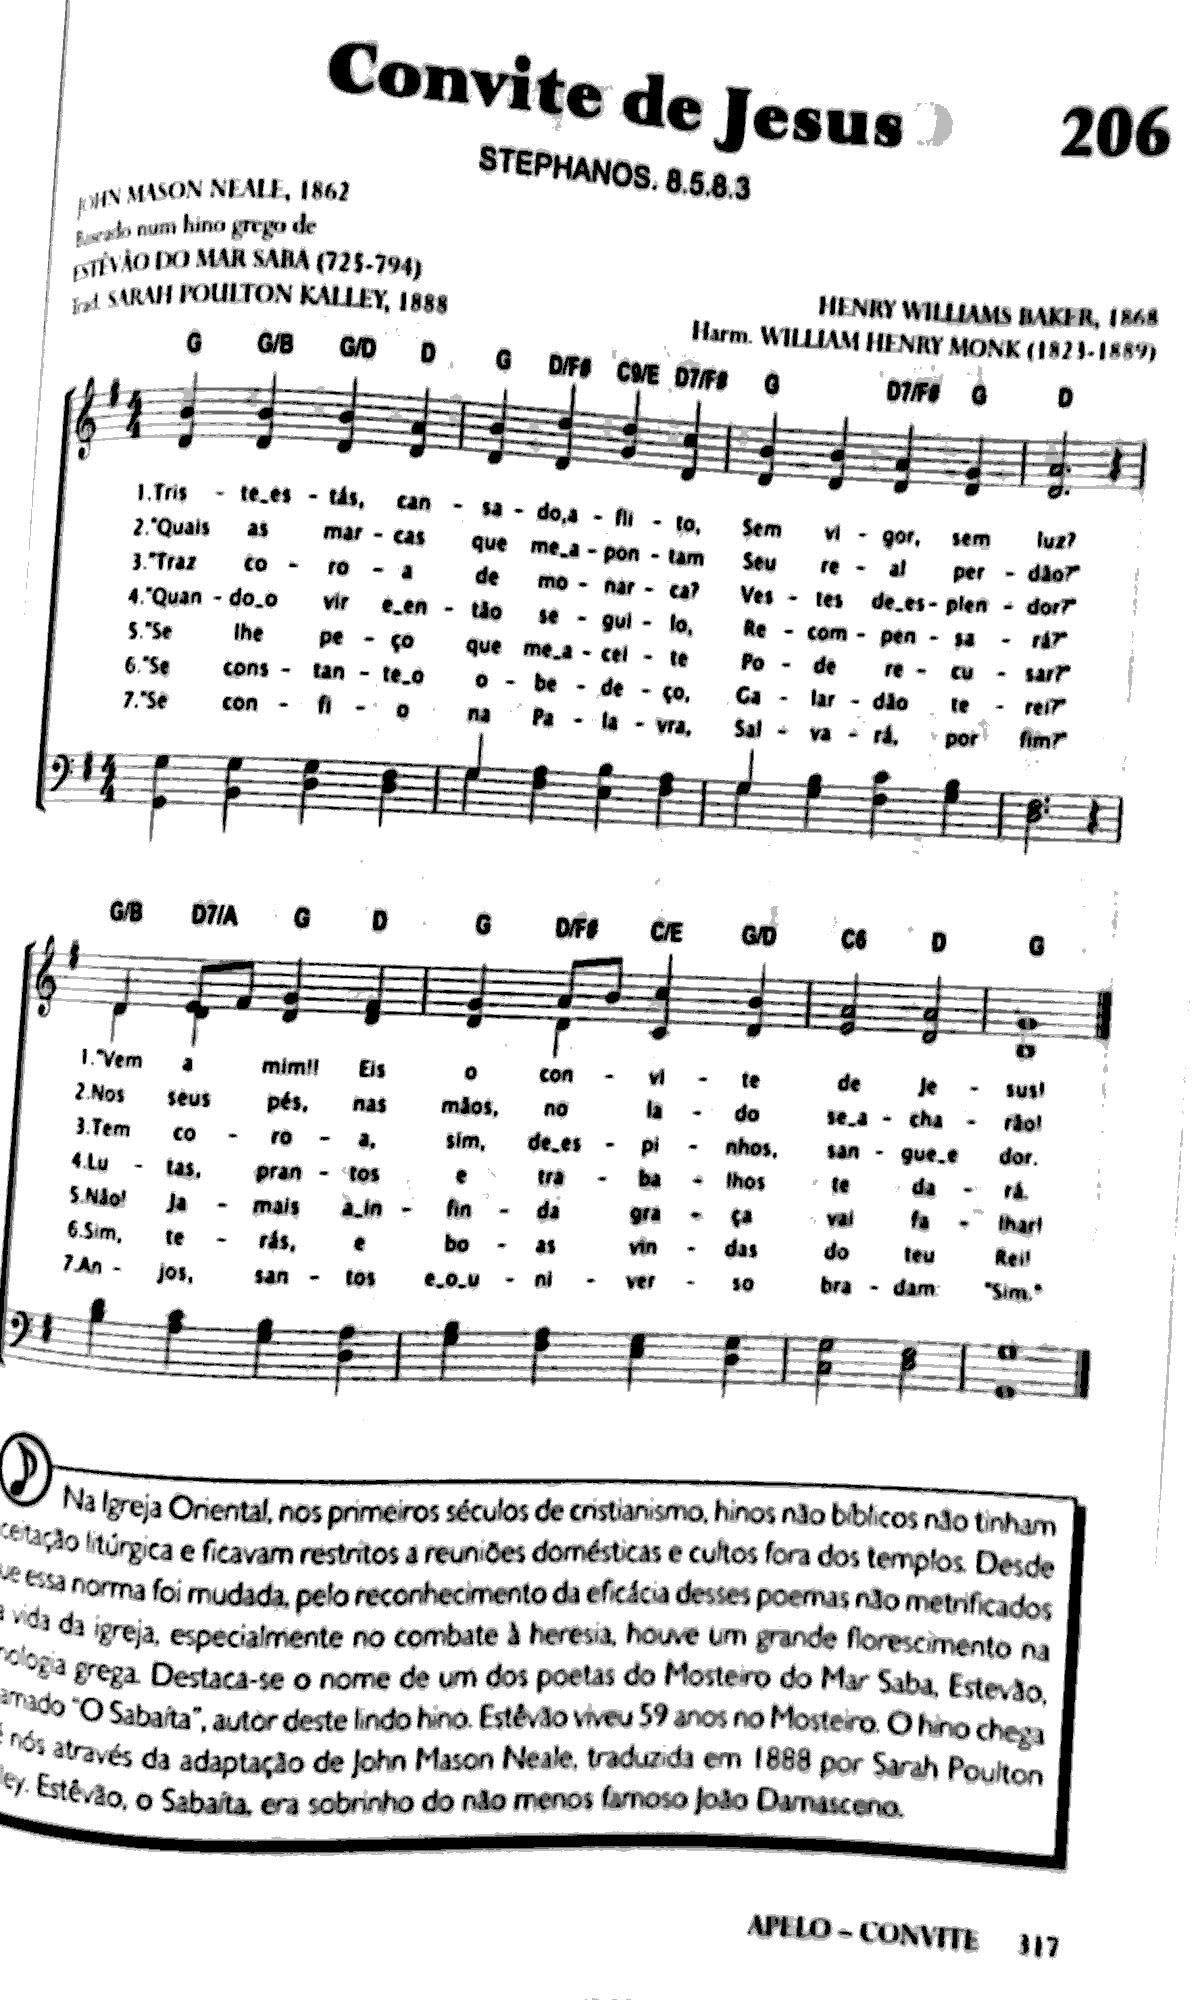 Convite de Jesus 206
STEPHANOS. 8.5.8.3
JOHN MASON NEALE, 1862
Baseado num hino grego de
ESTÊVÃO DO MAR SABA (725-794)
Trad. SARAH POULTON KALLEY, 1888
HENRY WILLIAMS BAKER, 1868
Harm. WILLIAM HENRY MONK (1823-1889)
G G/B G/D D G D/F# C9/E D7/F# G D7/F# G D
1.Tris - te_es - tás, can - sa - do,a - fli - to, Sem vi - gor, sem luz?
2."Quais as mar - cas que me_a - pon - tam Seu re - al per - dão?"
3."Traz co - ro - a de mo - nar - ca? Ves - tes de_es - plen - dor?"
4."Quan - do_o vir e_en - tão se - gui - lo, Re - com - pen - sa - rá?"
5."Se lhe pe - ço que me_a - cei - te Po - de re - cu - sar?"
6."Se cons - tan - te_o o - be - de - ço, Ga - lar - dão te - rei?"
7."Se con - fi - o na Pa - la - vra, Sal - va - rá, por fim?"
G/B D7/A G D G D/F# C/E G/D C6 D G
1."Vem a mim!! Eis o con - vi - te de Je - sus!
2.Nos seus pés, nas mãos, no la - do se_a - cha - rão!
3.Tem co - ro - a, sim, de_es - pi - nhos, san - gue_e dor.
4.Lu - tas, pran - tos e tra - ba - lhos te da - rá.
5.Não! Ja - mais a_in - fin - da gra - ça vai fa - lhar!
6.Sim, te - rás, e bo - as vin - das do teu Rei!
7.An - jos, san - tos e_o_u - ni - ver - so bra - dam: "Sim."
Na Igreja Oriental, nos primeiros séculos de cristianismo, hinos não bíblicos não tinham
ceitação litúrgica e ficavam restritos a reuniões domésticas e cultos fora dos templos. Desde
ue essa norma foi mudada, pelo reconhecimento da eficácia desses poemas não metrificados
a vida da igreja, especialmente no combate à heresia, houve um grande florescimento na
nologia grega. Destaca-se o nome de um dos poetas do Mosteiro do Mar Saba, Estevão,
amado "O Sabaíta", autor deste lindo hino. Estêvão viveu 59 anos no Mosteiro. O hino chega
é nós através da adaptação de John Mason Neale, traduzida em 1888 por Sarah Poulton
ley. Estêvão, o Sabaíta, era sobrinho do não menos famoso João Damasceno.
APELO – CONVITE 317